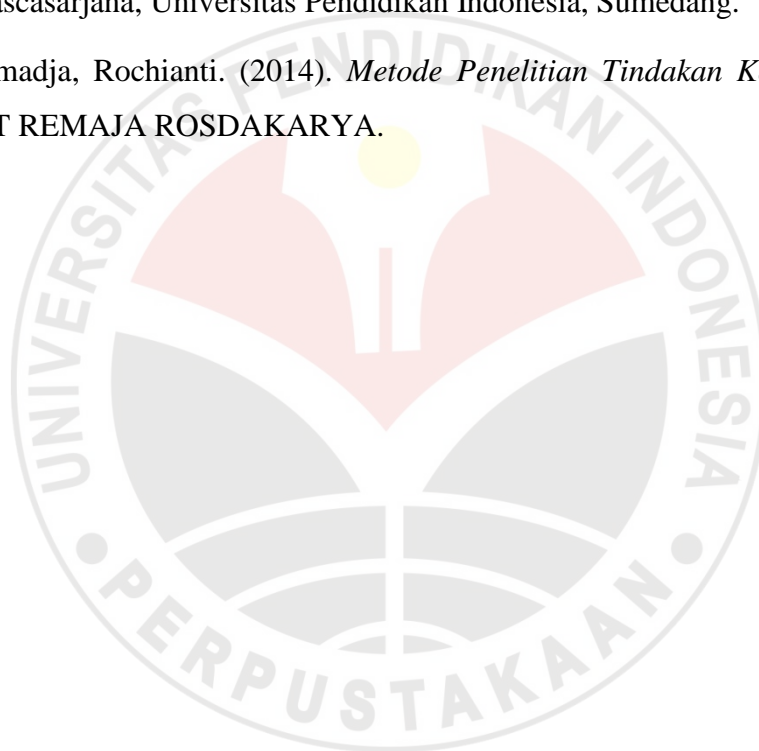 ascasarjana, Universitas Pendidikan Indonesia, Sumedang.
madja, Rochianti. (2014). Metode Penelitian Tindakan K
T REMAJA ROSDAKARYA.
UNIVERSITAS PENDIDIKAN INDONESIA
PERPUSTAKAAN